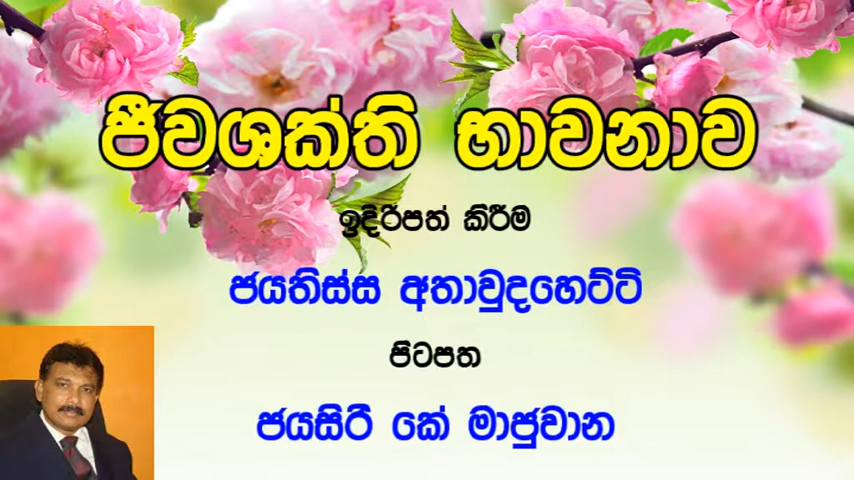 ජීවශක්ති භාවනාව
ඉදිරිපත් කිරීම
ජයතිස්ස අතාවුදහෙට්ටි
පිටපත
ජයසිරි කේ මාජුවාන